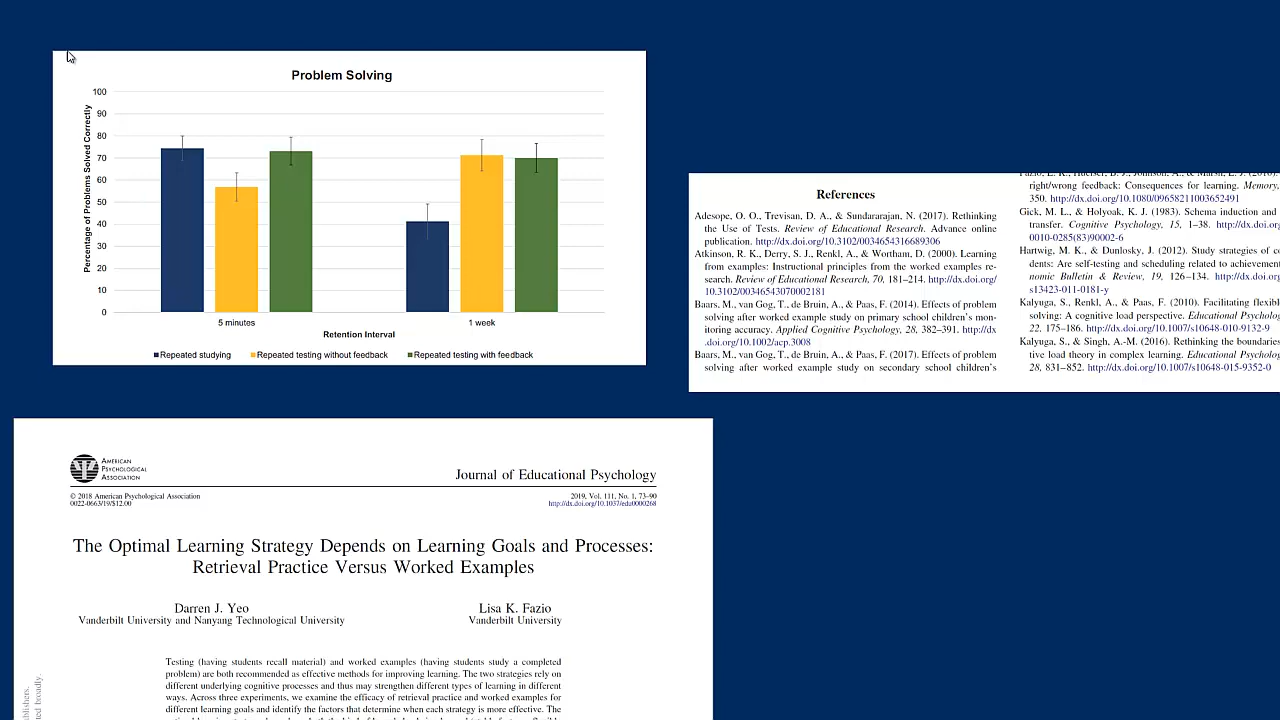 Problem Solving
Percentage of Problems Solved Correctly
100
90
80
70
60
50
40
30
20
10
0
5 minutes
1 week
Retention Interval
Repeated studying
Repeated testing without feedback
Repeated testing with feedback
References
Adesope, O. O., Trevisan, D. A., & Sundararajan, N. (2017). Rethinking
the Use of Tests. Review of Educational Research. Advance online
publication. http://dx.doi.org/10.3102/0034654316689306
Atkinson, R. K., Derry, S. J., Renkl, A., & Wortham, D. (2000). Learning
from examples: Instructional principles from the worked examples re-
search. Review of Educational Research, 70, 181–214. http://dx.doi.org/
10.3102/00346543070002181
Baars, M., van Gog, T., de Bruin, A., & Paas, F. (2014). Effects of problem
solving after worked example study on primary school children's mon-
itoring accuracy. Applied Cognitive Psychology, 28, 382–391. http://dx
.doi.org/10.1002/acp.3008
Baars, M., van Gog, T., de Bruin, A., & Paas, F. (2017). Effects of problem
solving after worked example study on secondary school children's
right/wrong feedback: Consequences for learning. Memory,
350. http://dx.doi.org/10.1080/09658211003652491
Gick, M. L., & Holyoak, K. J. (1983). Schema induction and
transfer. Cognitive Psychology, 15, 1–38. http://dx.doi.org
0010-0285(83)90002-6
Hartwig, M. K., & Dunlosky, J. (2012). Study strategies of co
dents: Are self-testing and scheduling related to achievement
nomic Bulletin & Review, 19, 126–134. http://dx.doi.org
s13423-011-0181-y
Kalyuga, S., Renkl, A., & Paas, F. (2010). Facilitating flexibl
solving: A cognitive load perspective. Educational Psycholog
22, 175–186. http://dx.doi.org/10.1007/s10648-010-9132-9
Kalyuga, S., & Singh, A.-M. (2016). Rethinking the boundaries
tive load theory in complex learning. Educational Psycholog
28, 831–852. http://dx.doi.org/10.1007/s10648-015-9352-0
AMERICAN
PSYCHOLOGICAL
ASSOCIATION
Journal of Educational Psychology
© 2018 American Psychological Association
0022-0663/19/$12.00
2019, Vol. 111, No. 1, 73–90
http://dx.doi.org/10.1037/edu0000268
The Optimal Learning Strategy Depends on Learning Goals and Processes:
Retrieval Practice Versus Worked Examples
Darren J. Yeo
Vanderbilt University and Nanyang Technological University
Lisa K. Fazio
Vanderbilt University
Testing (having students recall material) and worked examples (having students study a completed
problem) are both recommended as effective methods for improving learning. The two strategies rely on
different underlying cognitive processes and thus may strengthen different types of learning in different
ways. Across three experiments, we examine the efficacy of retrieval practice and worked examples for
different learning goals and identify the factors that determine when each strategy is more effective. The
blishers.
ted broadly.